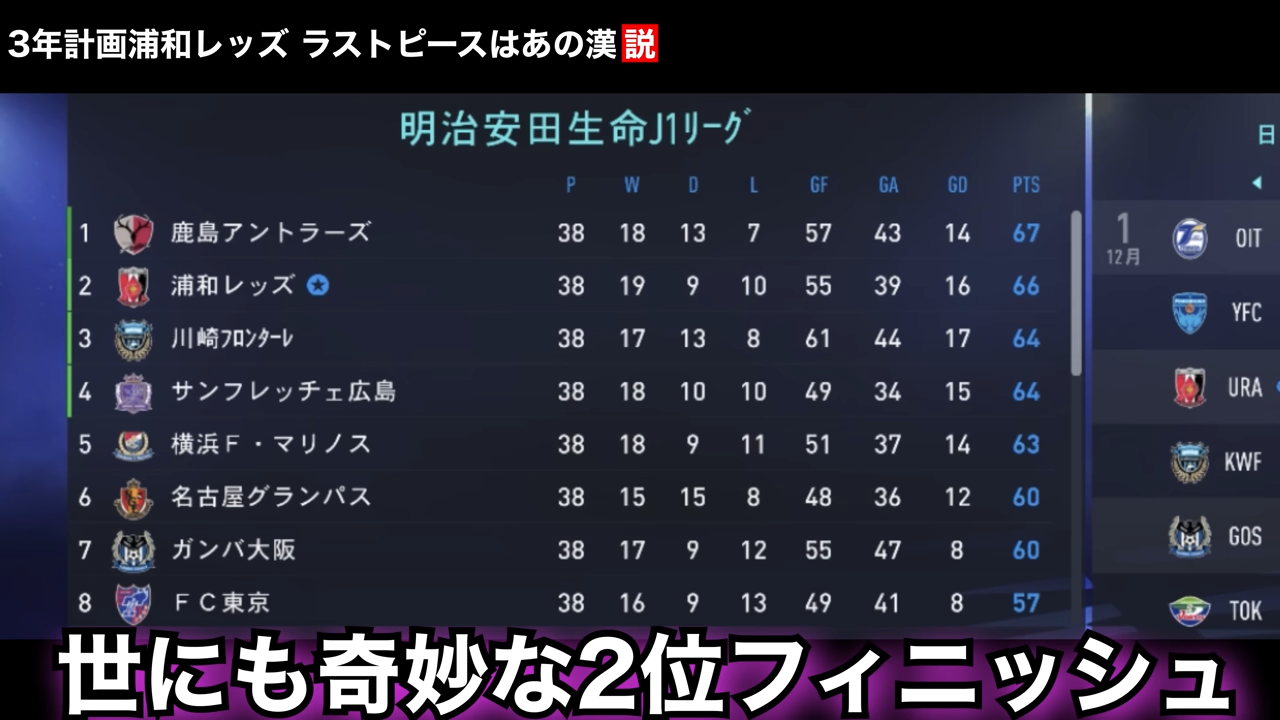 3年計画浦和レッズ ラストピースはあの漢説
明治安田生命J1リーグ
P W D L GF GA GD PTS
1 鹿島アントラーズ 38 18 13 7 57 43 14 67
2 浦和レッズ 38 19 9 10 55 39 16 66
3 川崎フロンターレ 38 17 13 8 61 44 17 64
4 サンフレッチェ広島 38 18 10 10 49 34 15 64
5 横浜F・マリノス 38 18 9 11 51 37 14 63
6 名古屋グランパス 38 15 15 8 48 36 12 60
7 ガンバ大阪 38 17 9 12 55 47 8 60
8 FC東京 38 16 9 13 49 41 8 57
日
1
12月
OIT
YFC
URA
KWF
GOS
TOK
世にも奇妙な2位フィニッシュ